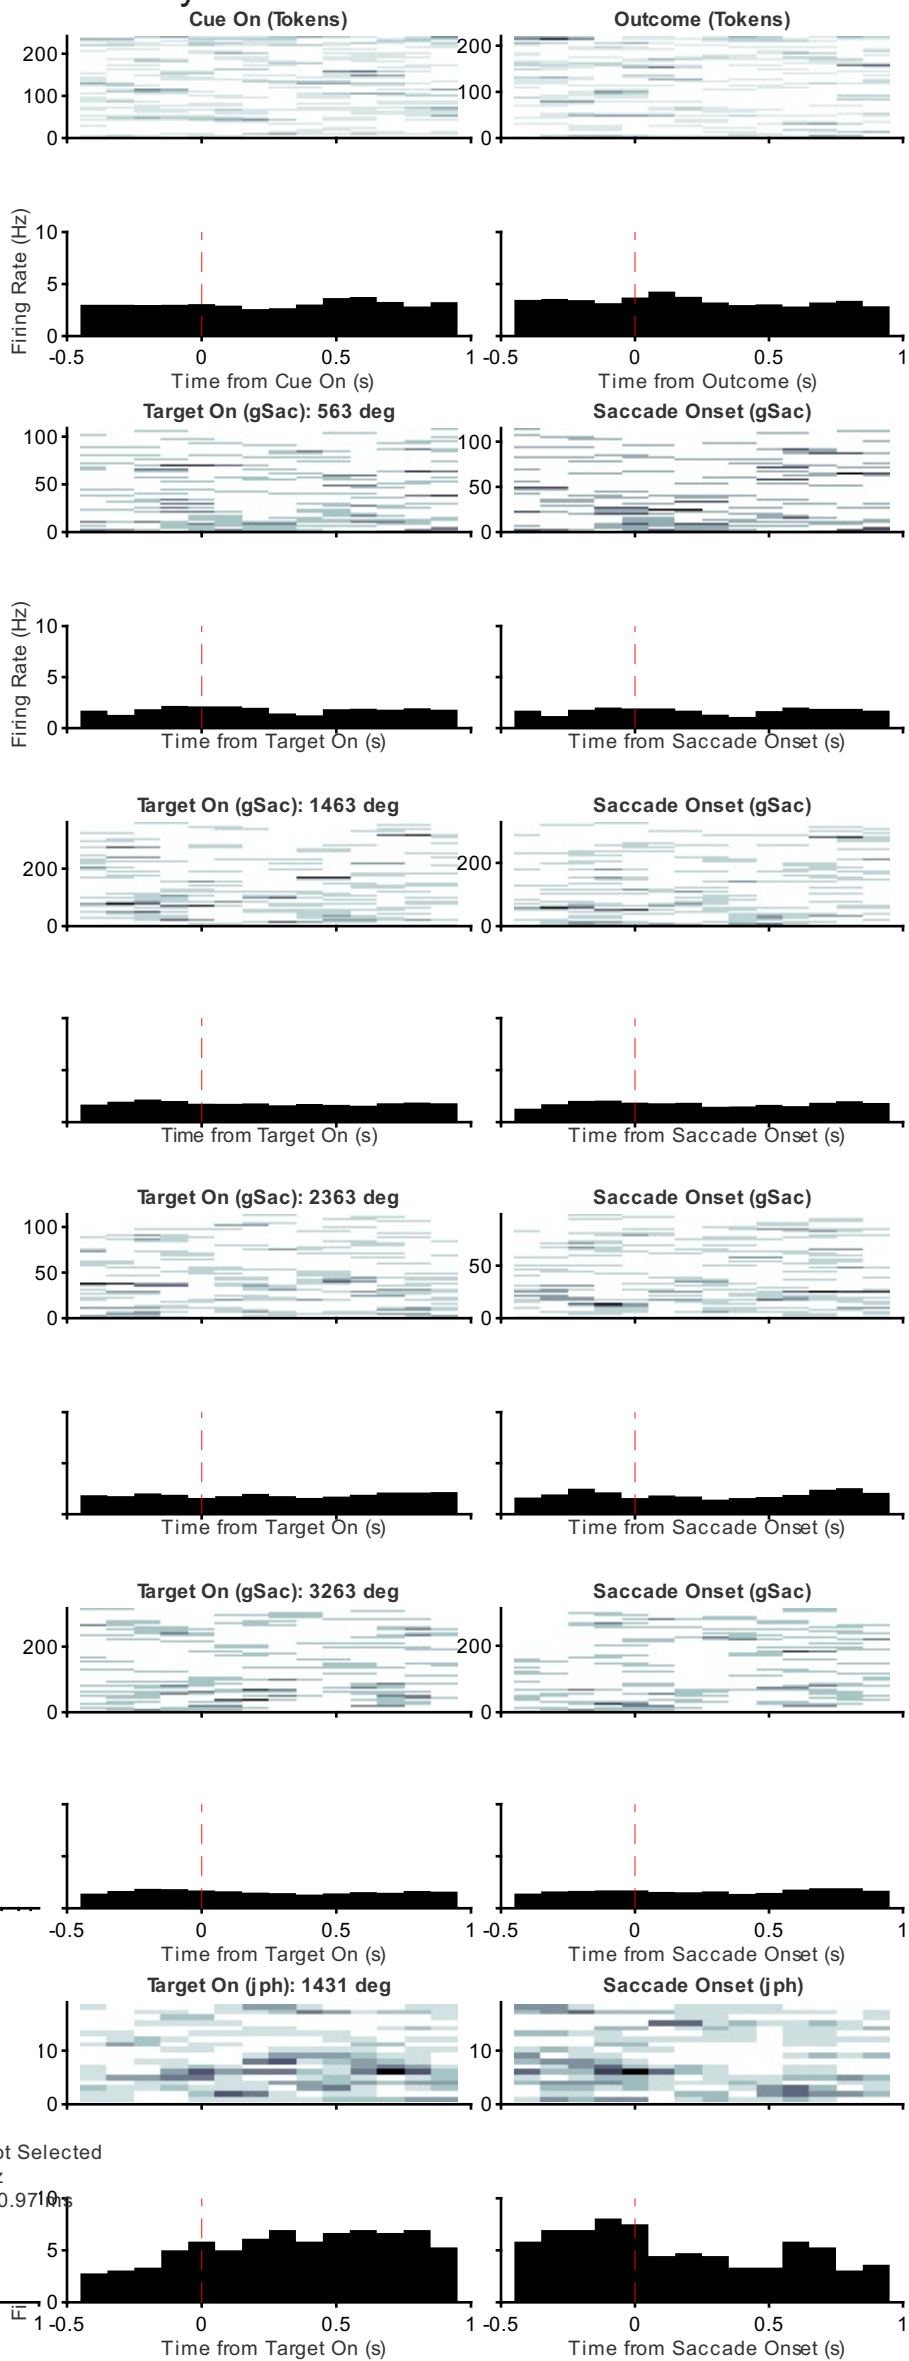 Cue On (Tokens) Outcome (Tokens)
200 200
100 100
0 0
Firing Rate (Hz)
10
5
0
-0.5 0 0.5 1 -0.5 0 0.5 1
Time from Cue On (s) Time from Outcome (s)
Target On (gSac): 563 deg Saccade Onset (gSac)
100 100
50 50
0 0
Firing Rate (Hz)
10
5
0
Time from Target On (s) Time from Saccade Onset (s)
Target On (gSac): 1463 deg Saccade Onset (gSac)
200 200
0 0
Time from Target On (s) Time from Saccade Onset (s)
Target On (gSac): 2363 deg Saccade Onset (gSac)
100
50 50
0 0
Time from Target On (s) Time from Saccade Onset (s)
Target On (gSac): 3263 deg Saccade Onset (gSac)
200 200
0 0
-0.5 0 0.5 1 -0.5 0 0.5 1
Time from Target On (s) Time from Saccade Onset (s)
Target On (jph): 1431 deg Saccade Onset (jph)
10 10
0 0
ot Selected
z
0.97 ms
10
5
0
Fi
1 -0.5 0 0.5 1 -0.5 0 0.5 1
Time from Target On (s) Time from Saccade Onset (s)